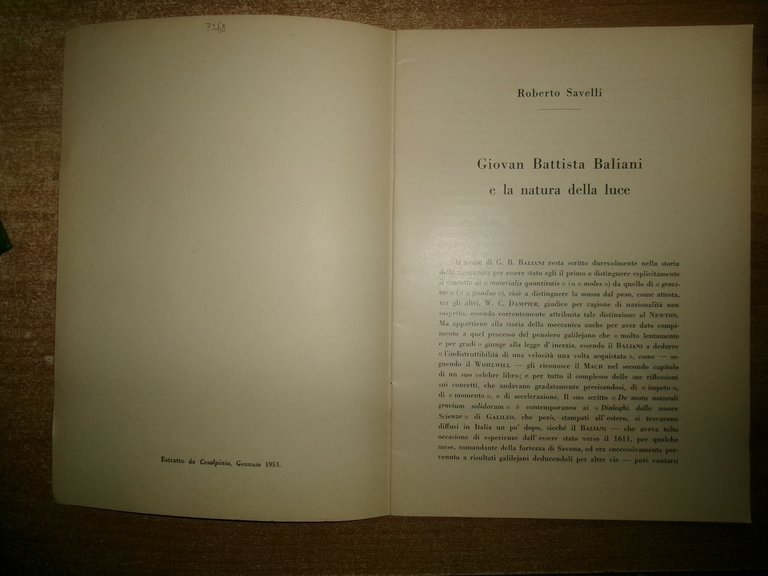 7268
Estratto da Cesalpinia, Gennaio 1953.
Roberto Savelli
Giovan Battista Baliani
e la natura della luce
Il nome di G. B. BALIANI resta scritto durevolmente nella storia
della per essere stato egli il primo a distinguere esplicitamente
il concetto di « materialis quantitatis » (o « moles ») da quello di « gravi-
tas » (o « pondus »), cioè a distinguere la massa dal peso, come attesta,
tra gli altri, W. C. DAMPIER, giudice per ragione di nazionalità non
sospetto, essendo correntemente attribuita tale distinzione al NEWTON.
Ma appartiene alla storia della meccanica anche per aver dato compi-
mento a quel processo del pensiero galilejano che « molto lentamente
e per gradi » giunge alla legge d'inerzia, essendo il BALIANI a dedurre
« l'indistruttibilità di una velocità una volta acquistata », come — se-
guendo il WOHLWILL — gli riconosce il MACH nel secondo capitolo
di un suo celebre libro; e per tutto il complesso delle sue riflessioni
sui concetti, che andavano gradatamente precisandosi, di « impeto »,
di « momento », e di accelerazione. Il suo scritto « De motu naturali
gravium solidorum » è contemporaneo ai « Dialoghi delle nuove
Scienze » di GALILEO, che però, stampati all'estero, si trovarono
diffusi in Italia un po' dopo, sicchè il BALIANI — che aveva tolto
occasione di esperienze dall'essere stato verso il 1611, per qualche
mese, comandante della fortezza di Savona, ed era successivamente per-
venuto a risultati galilejani deducendoli per altre vie — poté vantarsi